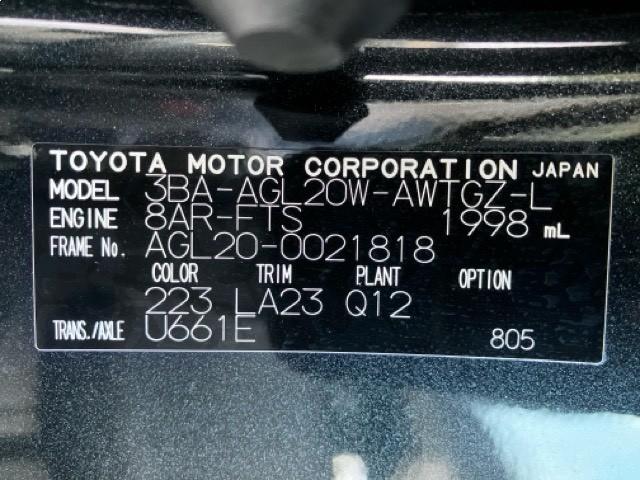 TOYOTA MOTOR CORPORATION JAPAN
MODEL 3BA-AGL20W-AWTGZ-L
ENGINE 8AR-FTS 1998 mL
FRAME No. AGL20-0021818
COLOR TRIM PLANT OPTION
223 LA23 Q12
TRANS./AXLE U661E 805